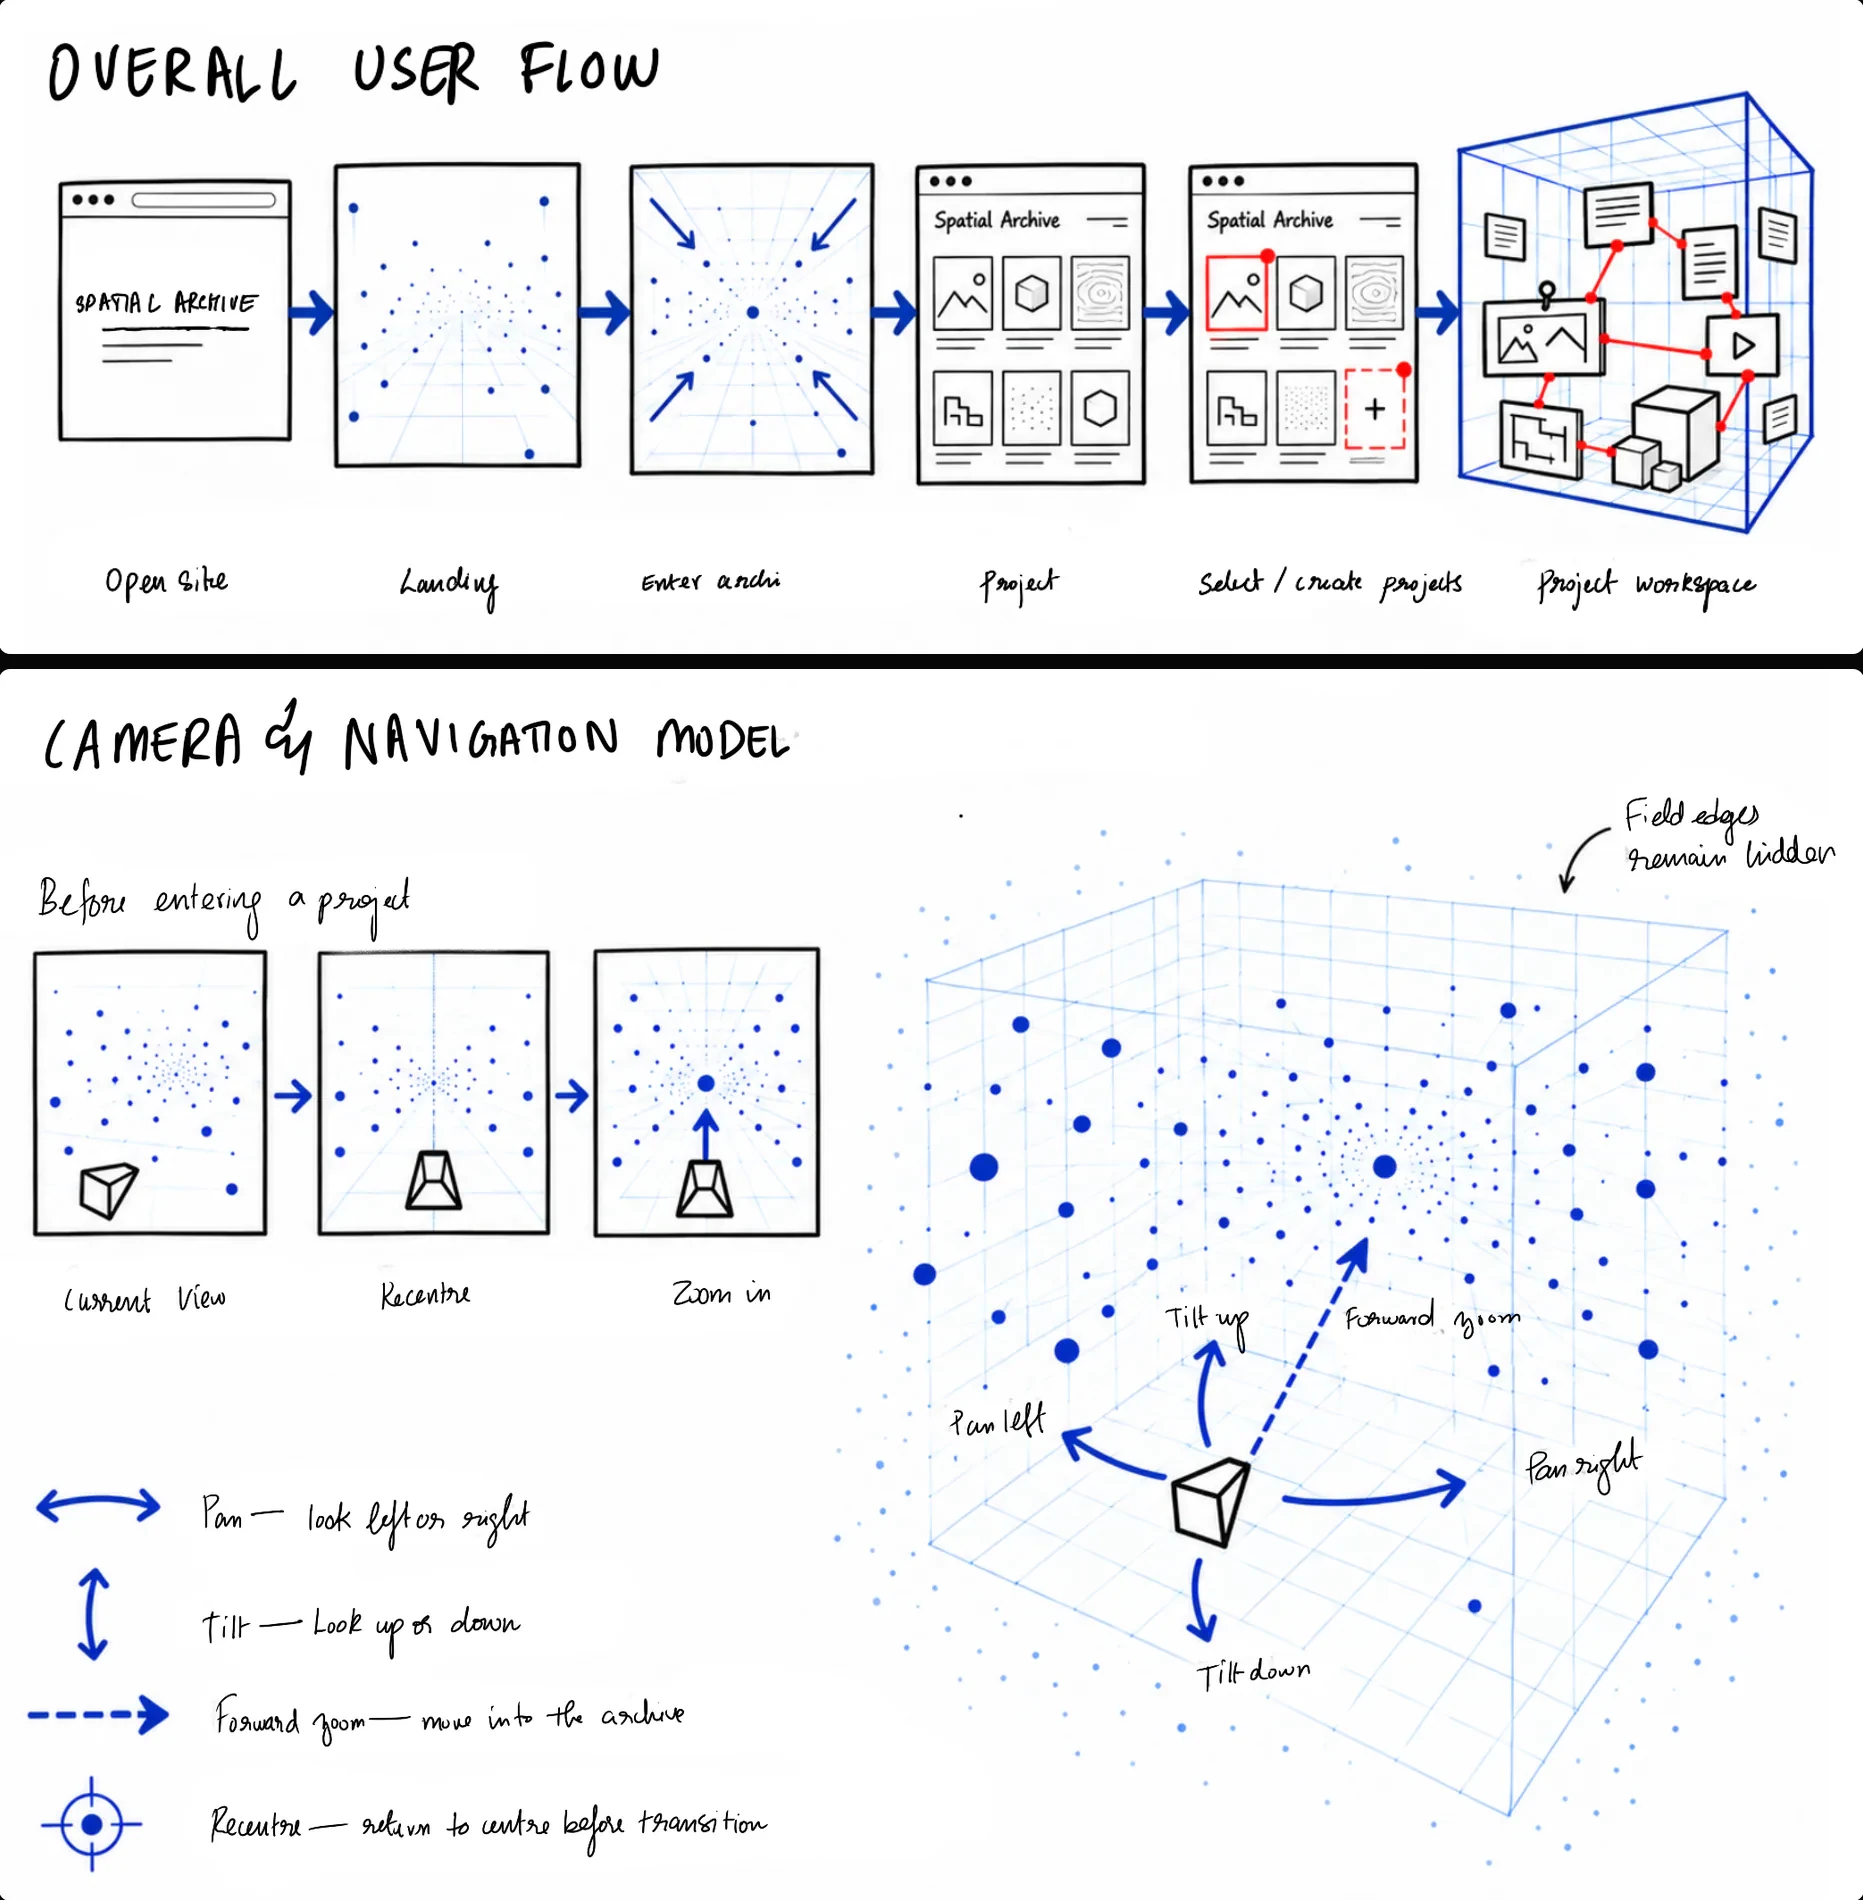 OVERALL USER FLOW
SPATIAL ARCHIVE
Spatial Archive
Spatial Archive
Open site
Landing
Enter archi
Project
Select / create projects
Project workspace
CAMERA & NAVIGATION MODEL
Before entering a project
Current View
Recentre
Zoom in
Field edges
remain hidden
Tilt up
Forward zoom
Pan left
Pan right
Tilt down
Pan — look left or right
Tilt — Look up or down
Forward zoom — move into the archive
Recentre — return to centre before transition